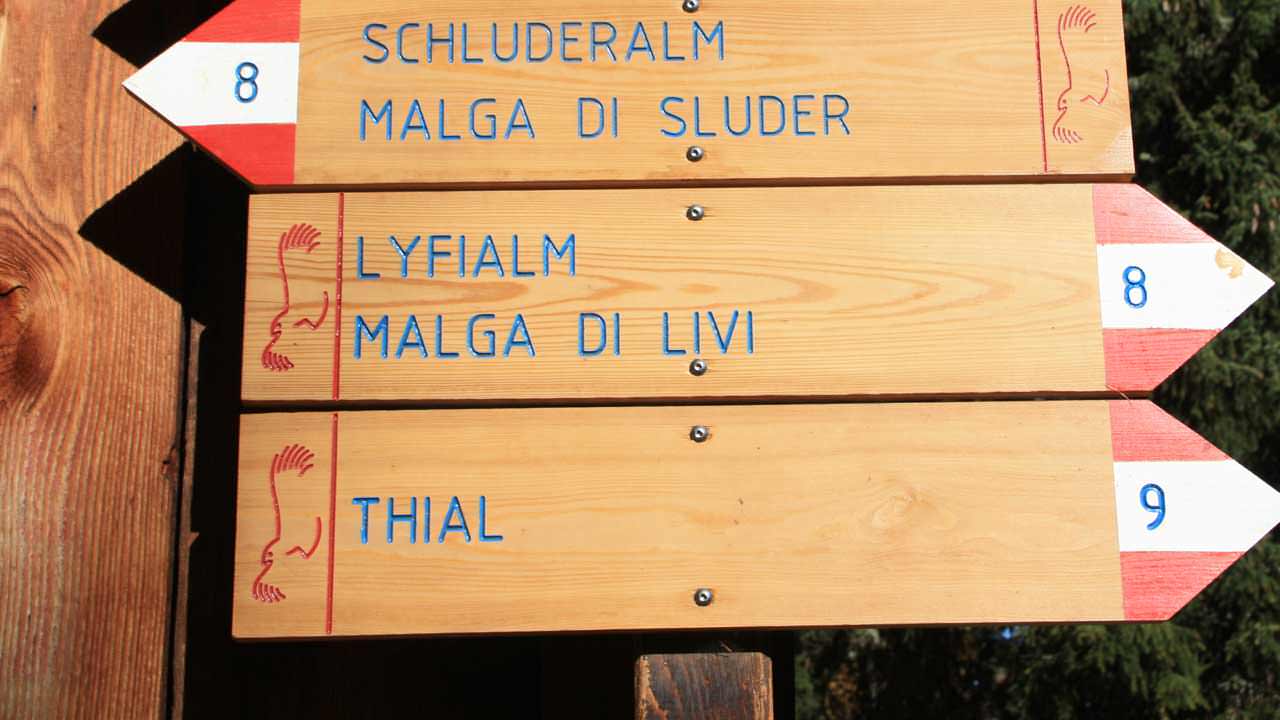 SCHLUDERALM
8
MALGA DI SLUDER
LYFIALM
8
MALGA DI LIVI
THIAL
9